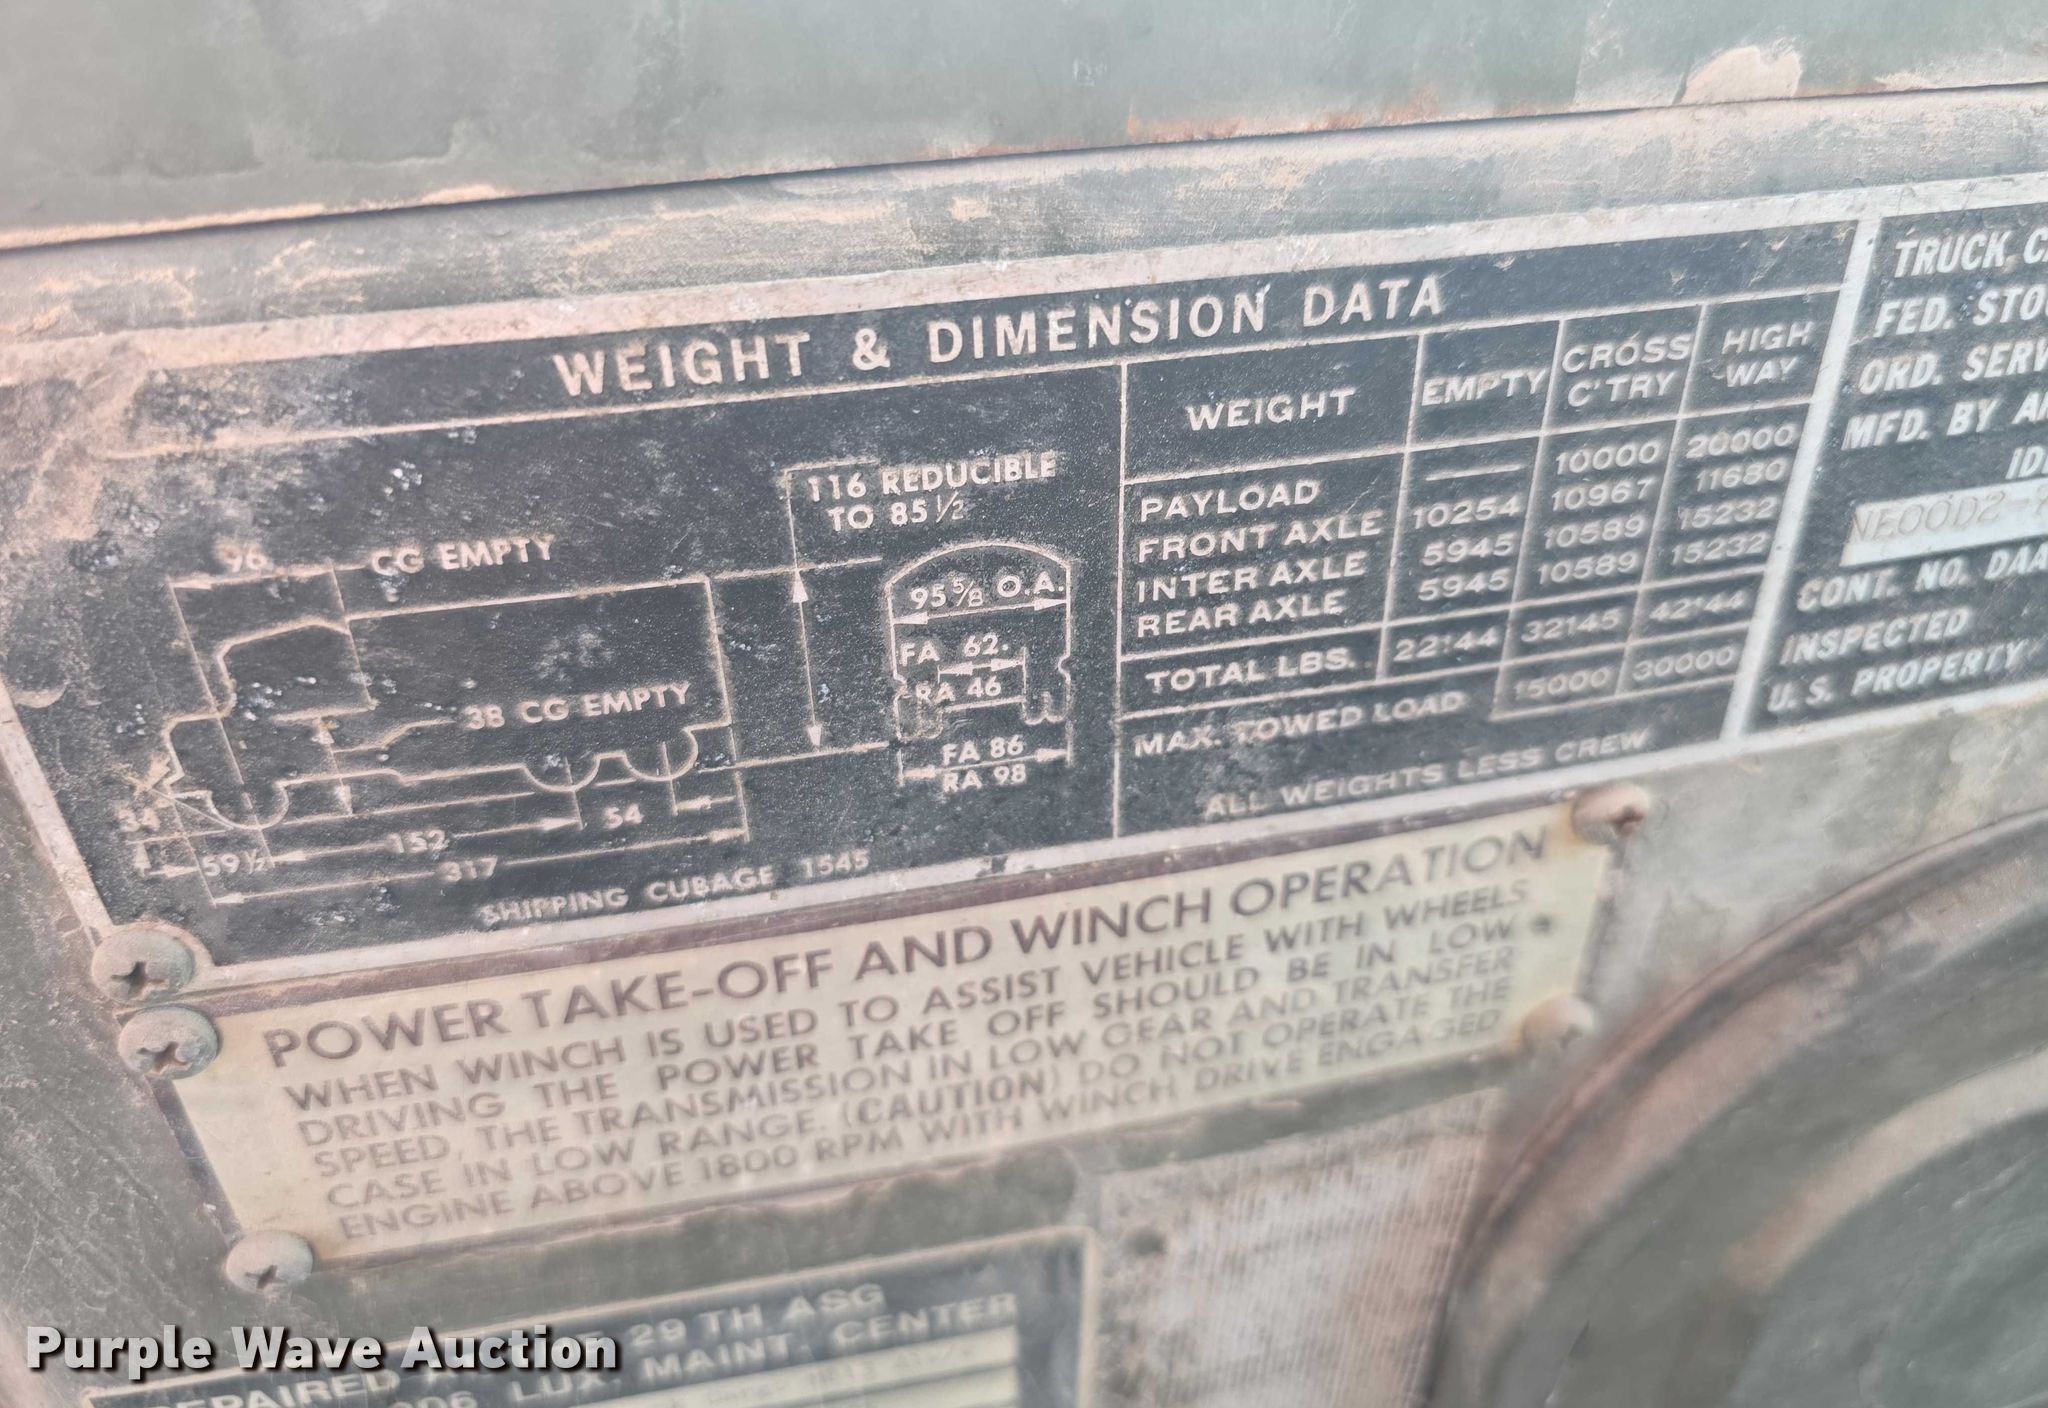 WEIGHT & DIMENSION DATA
96
CG EMPTY
38 CG EMPTY
34
59½
152
54
317
SHIPPING CUBAGE 1545
116 REDUCIBLE
TO 85½
95⅝ O.A.
FA 62.
RA 46
FA 86
RA 98
WEIGHT EMPTY CROSS C'TRY HIGH WAY
PAYLOAD — 10000 20000
FRONT AXLE 10254 10967 11680
INTER AXLE 5945 10589 15232
REAR AXLE 5945 10589 15232
TOTAL LBS. 22144 32145 42144
MAX. TOWED LOAD 15000 30000
ALL WEIGHTS LESS CREW
TRUCK
FED.
ORD.
MFD. BY
NE00D2-
CONT. NO.
INSPECTED
U. S. PROPERTY
POWER TAKE-OFF AND WINCH OPERATION
WHEN WINCH IS USED TO ASSIST VEHICLE WITH WHEELS
DRIVING THE POWER TAKE OFF SHOULD BE IN LOW
SPEED, THE TRANSMISSION IN LOW GEAR AND TRANSFER
CASE IN LOW RANGE. (CAUTION) DO NOT OPERATE THE
ENGINE ABOVE 1800 RPM WITH WINCH DRIVE ENGAGED
29 TH ASG
LUX. MAINT. CENTER
Purple Wave Auction